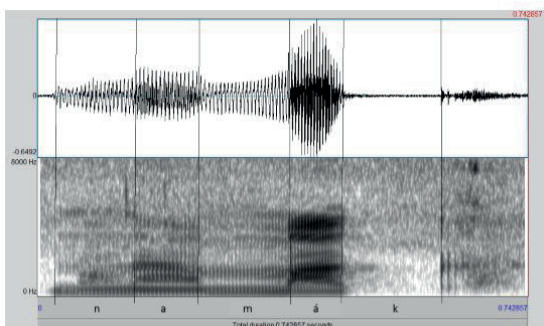 0.742857
0
-0.6492
8000 Hz
0 Hz
0 n a m á k 0.742857
Total duration 0.742857 seconds